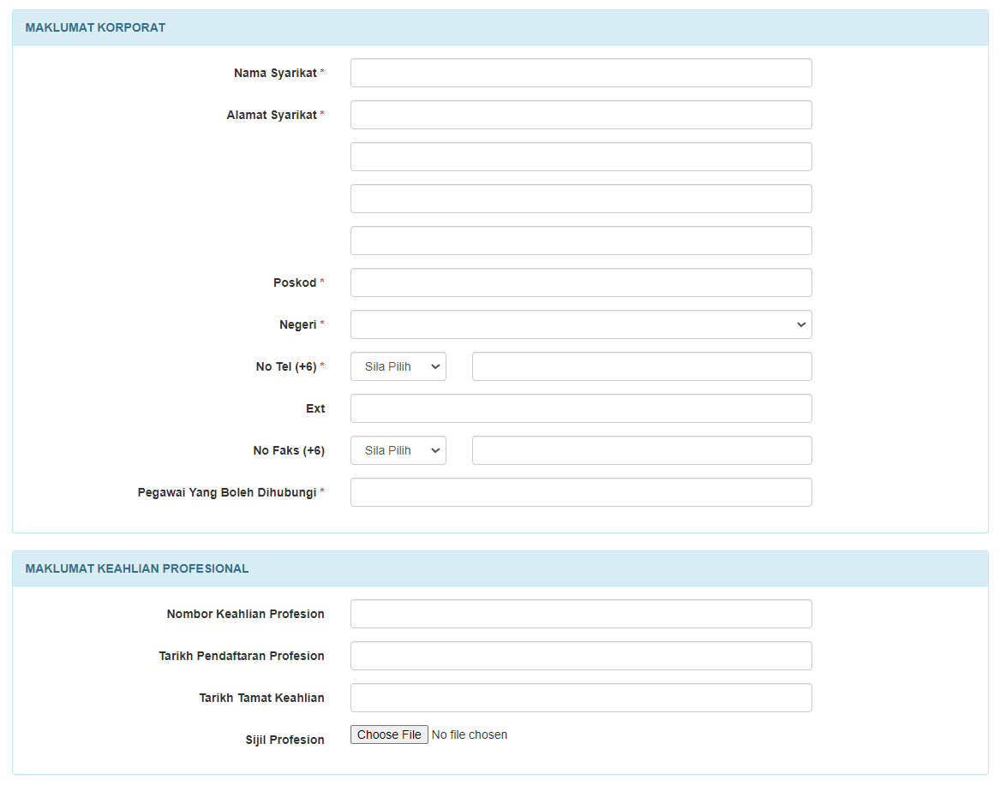 MAKLUMAT KORPORAT
Nama Syarikat *
Alamat Syarikat *
Poskod *
Negeri *
No Tel (+6) * Sila Pilih
Ext
No Faks (+6) Sila Pilih
Pegawai Yang Boleh Dihubungi *
MAKLUMAT KEAHLIAN PROFESIONAL
Nombor Keahlian Profesion
Tarikh Pendaftaran Profesion
Tarikh Tamat Keahlian
Sijil Profesion Choose File No file chosen